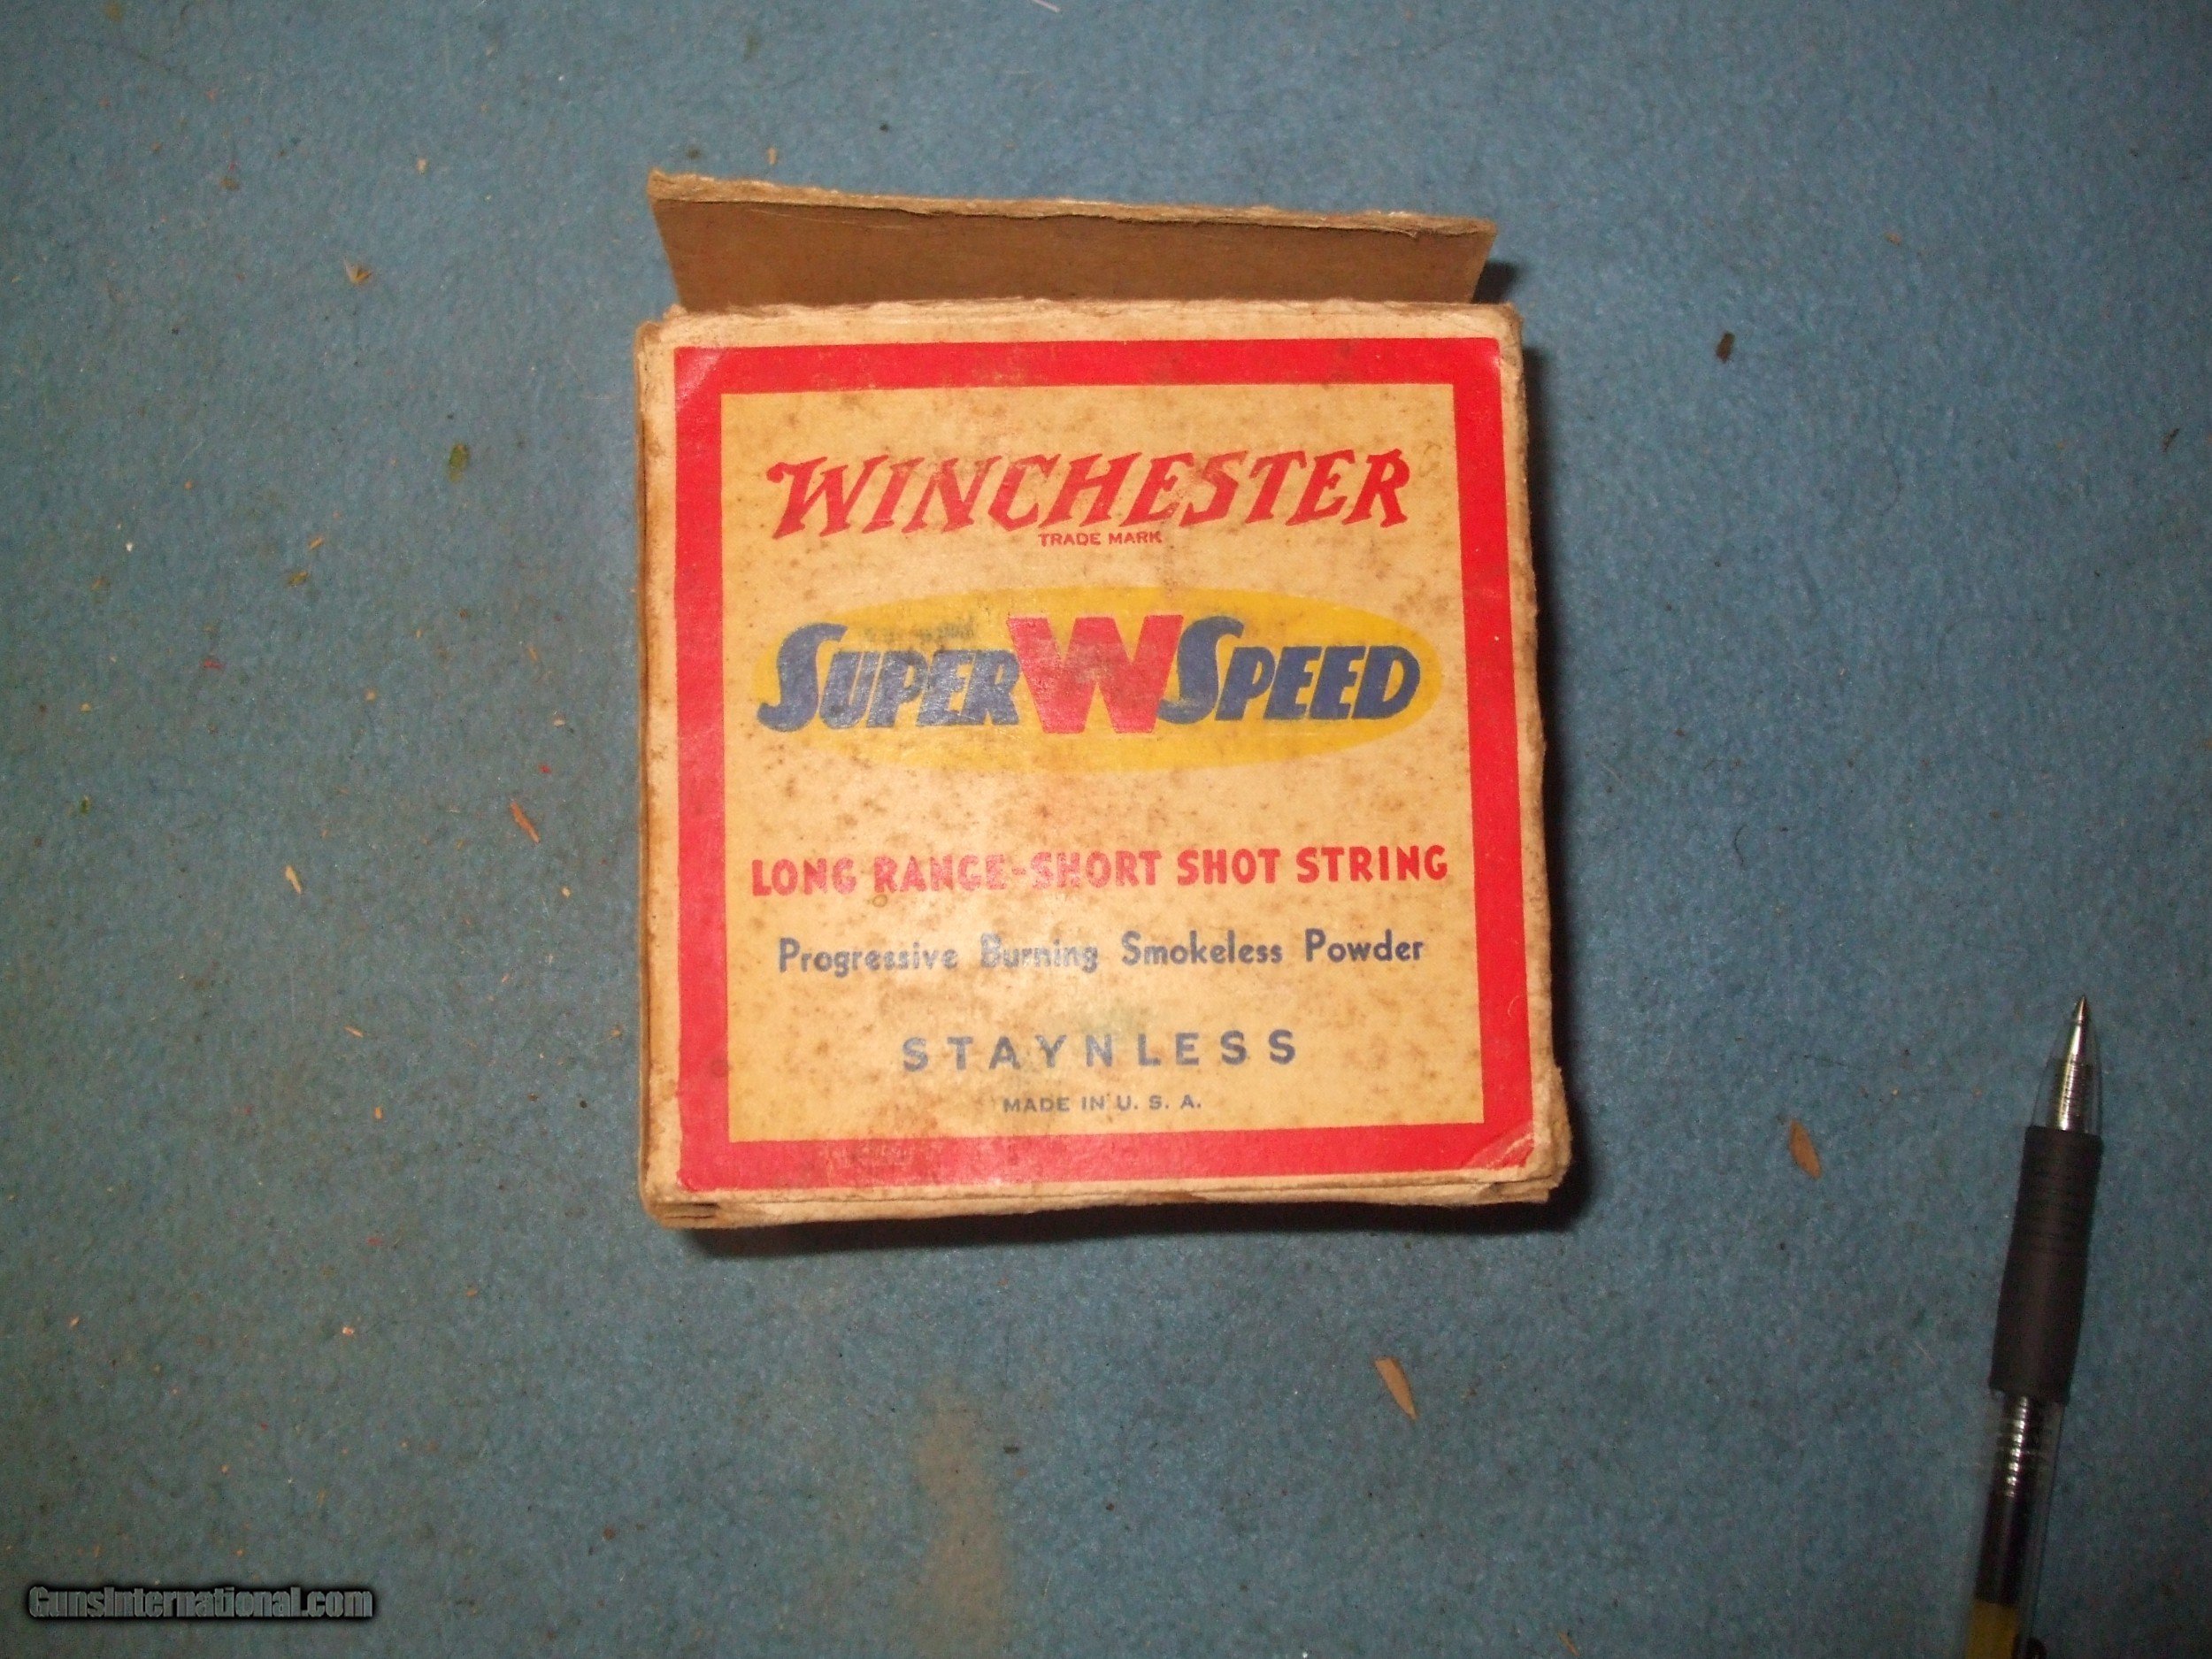 WINCHESTER
TRADE MARK
SUPER W SPEED
LONG RANGE-SHORT SHOT STRING
Progressive Burning Smokeless Powder
STAYNLESS
MADE IN U. S. A.
GunsInternational.com